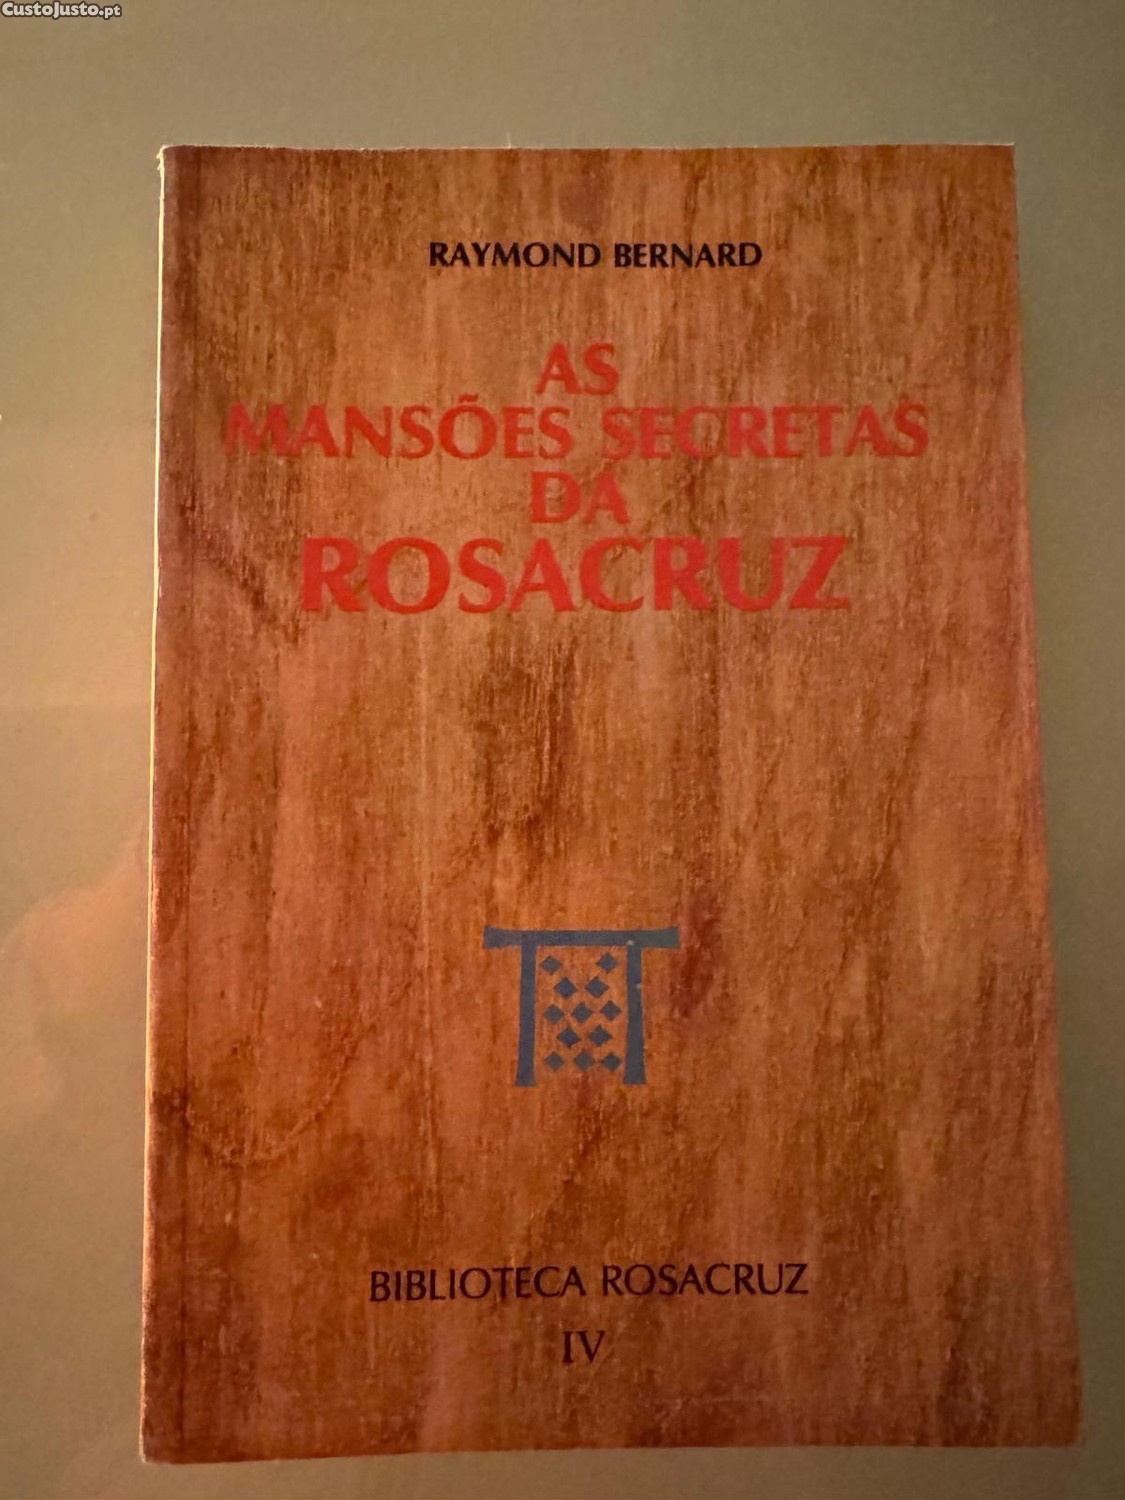 CustoJusto.pt
RAYMOND BERNARD
AS
MANSÕES SECRETAS
DA
ROSACRUZ
BIBLIOTECA ROSACRUZ
IV